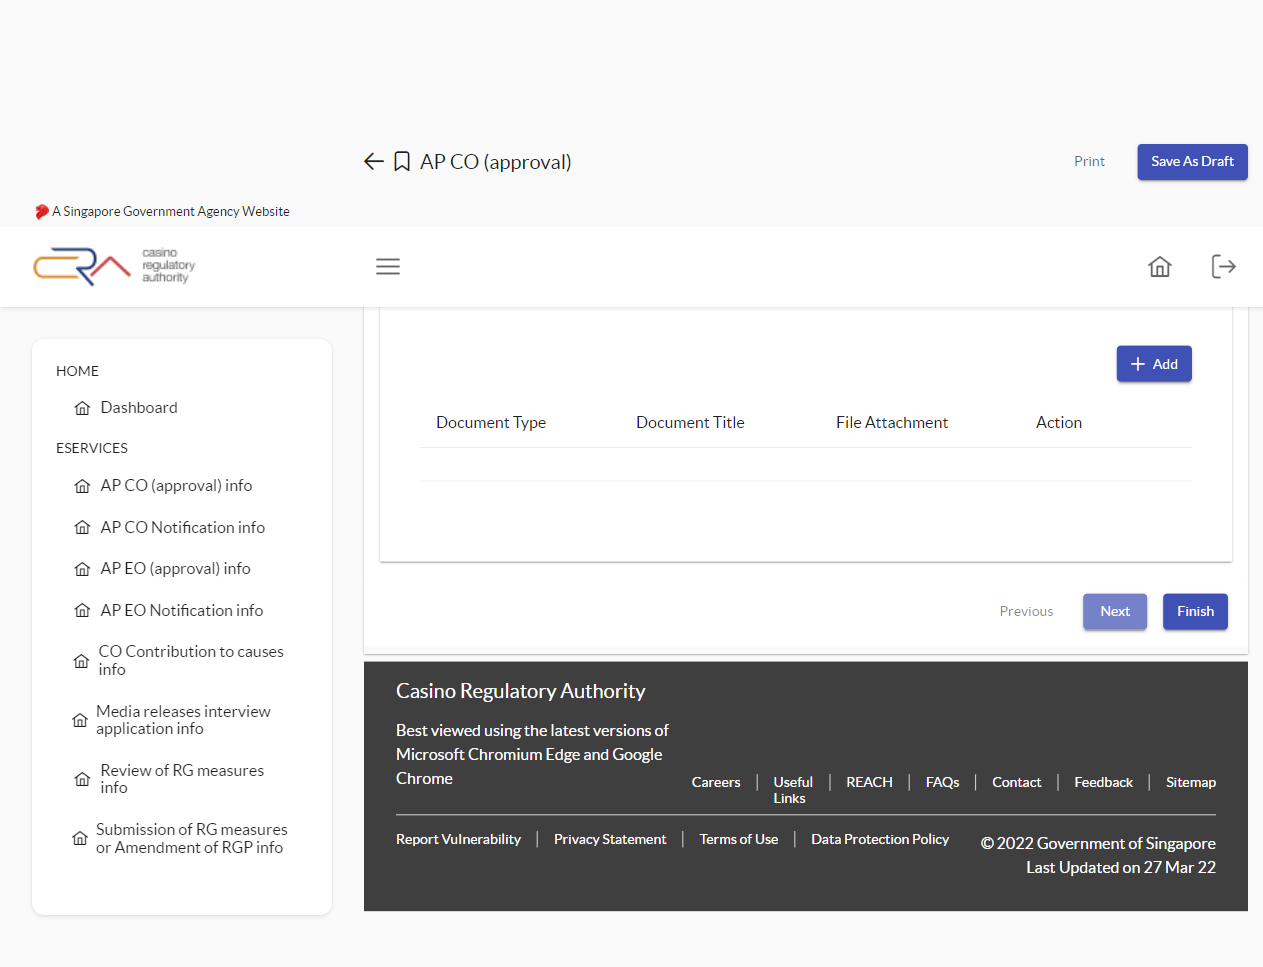 AP CO (approval)
Print
Save As Draft
A Singapore Government Agency Website
CRA
casino
regulatory
authority
HOME
Dashboard
ESERVICES
AP CO (approval) info
AP CO Notification info
AP EO (approval) info
AP EO Notification info
CO Contribution to causes
info
Media releases interview
application info
Review of RG measures
info
Submission of RG measures
or Amendment of RGP info
Add
Document Type
Document Title
File Attachment
Action
Previous
Next
Finish
Casino Regulatory Authority
Best viewed using the latest versions of
Microsoft Chromium Edge and Google
Chrome
Careers
Useful
Links
REACH
FAQs
Contact
Feedback
Sitemap
Report Vulnerability
Privacy Statement
Terms of Use
Data Protection Policy
© 2022 Government of Singapore
Last Updated on 27 Mar 22